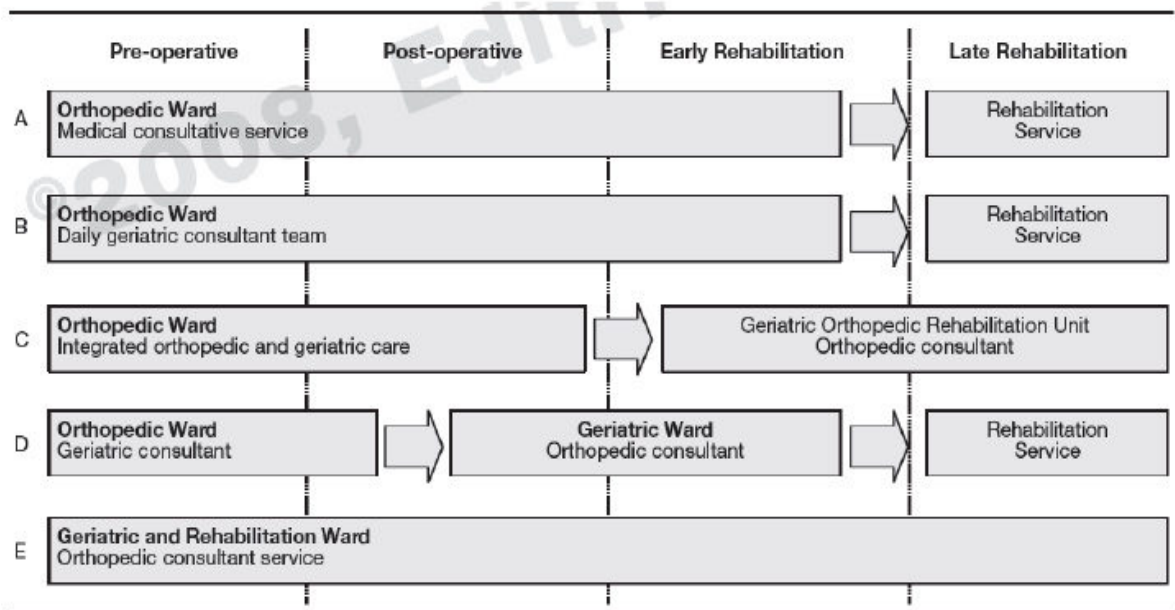 ©2008, Edit
Pre-operative
Post-operative
Early Rehabilitation
Late Rehabilitation
A
Orthopedic Ward
Medical consultative service
Rehabilitation
Service
B
Orthopedic Ward
Daily geriatric consultant team
Rehabilitation
Service
C
Orthopedic Ward
Integrated orthopedic and geriatric care
Geriatric Orthopedic Rehabilitation Unit
Orthopedic consultant
D
Orthopedic Ward
Geriatric consultant
Geriatric Ward
Orthopedic consultant
Rehabilitation
Service
E
Geriatric and Rehabilitation Ward
Orthopedic consultant service